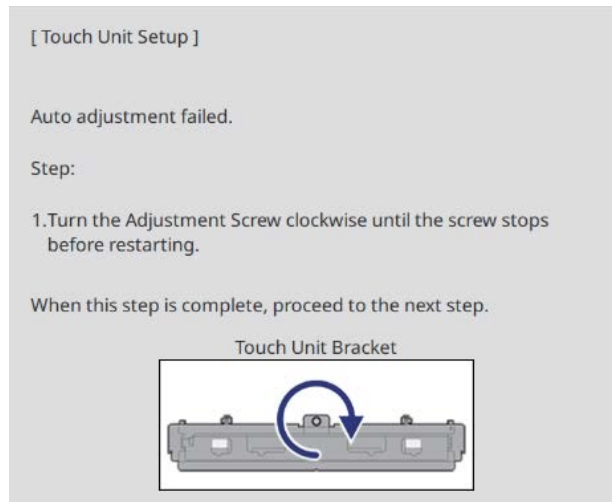 [ Touch Unit Setup ]
Auto adjustment failed.
Step:
1.Turn the Adjustment Screw clockwise until the screw stops
before restarting.
When this step is complete, proceed to the next step.
Touch Unit Bracket